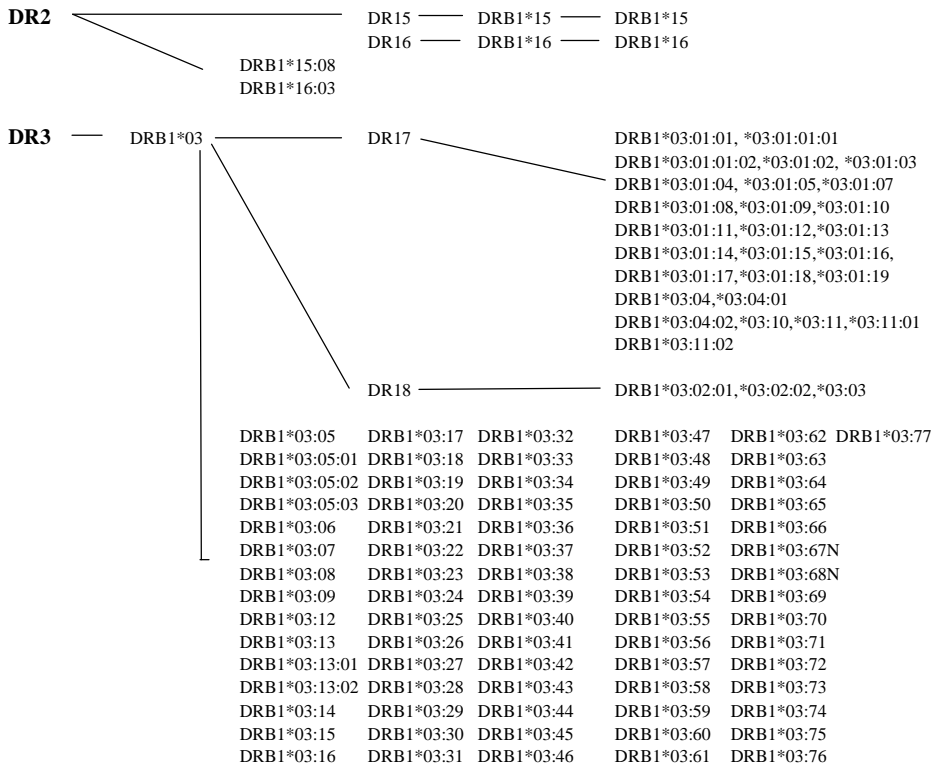 DR2 DR15 DRB1*15 DRB1*15
DR16 DRB1*16 DRB1*16
DRB1*15:08
DRB1*16:03
DR3 DRB1*03 DR17 DRB1*03:01:01, *03:01:01:01
DRB1*03:01:01:02,*03:01:02, *03:01:03
DRB1*03:01:04, *03:01:05,*03:01:07
DRB1*03:01:08,*03:01:09,*03:01:10
DRB1*03:01:11,*03:01:12,*03:01:13
DRB1*03:01:14,*03:01:15,*03:01:16,
DRB1*03:01:17,*03:01:18,*03:01:19
DRB1*03:04,*03:04:01
DRB1*03:04:02,*03:10,*03:11,*03:11:01
DRB1*03:11:02
DR18 DRB1*03:02:01,*03:02:02,*03:03
DRB1*03:05 DRB1*03:17 DRB1*03:32 DRB1*03:47 DRB1*03:62 DRB1*03:77
DRB1*03:05:01 DRB1*03:18 DRB1*03:33 DRB1*03:48 DRB1*03:63
DRB1*03:05:02 DRB1*03:19 DRB1*03:34 DRB1*03:49 DRB1*03:64
DRB1*03:05:03 DRB1*03:20 DRB1*03:35 DRB1*03:50 DRB1*03:65
DRB1*03:06 DRB1*03:21 DRB1*03:36 DRB1*03:51 DRB1*03:66
DRB1*03:07 DRB1*03:22 DRB1*03:37 DRB1*03:52 DRB1*03:67N
DRB1*03:08 DRB1*03:23 DRB1*03:38 DRB1*03:53 DRB1*03:68N
DRB1*03:09 DRB1*03:24 DRB1*03:39 DRB1*03:54 DRB1*03:69
DRB1*03:12 DRB1*03:25 DRB1*03:40 DRB1*03:55 DRB1*03:70
DRB1*03:13 DRB1*03:26 DRB1*03:41 DRB1*03:56 DRB1*03:71
DRB1*03:13:01 DRB1*03:27 DRB1*03:42 DRB1*03:57 DRB1*03:72
DRB1*03:13:02 DRB1*03:28 DRB1*03:43 DRB1*03:58 DRB1*03:73
DRB1*03:14 DRB1*03:29 DRB1*03:44 DRB1*03:59 DRB1*03:74
DRB1*03:15 DRB1*03:30 DRB1*03:45 DRB1*03:60 DRB1*03:75
DRB1*03:16 DRB1*03:31 DRB1*03:46 DRB1*03:61 DRB1*03:76